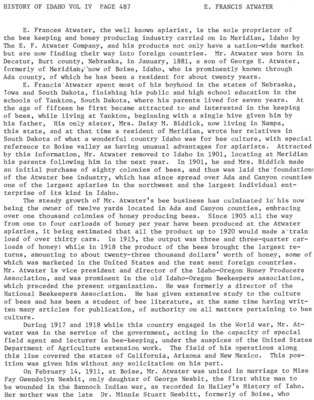 HISTORY OF IDAHO VOL IV PAGE 487 E. FRANCIS ATWATER
E. Frances Atwater, the well known apiarist, is the sole proprietor of
the bee keeping and honey producing industry carried on in Meridian, Idaho by
The E. F. Atwater Company, and his products not only have a nation-wide market
but are now finding their way into foreign countries. Mr. Atwater was born in
Decatur, Burt county, Nebraska, in January, 1881, a son of George E. Atwater,
formerly of Meridian, now of Boise, Idaho, who is prominently known through
Ada county, of which he has been a resident for about twenty years.
E. Francis Atwater spent most of his boyhood in the states of Nebraska,
Iowa and South Dakota, finishing his public and high school education in the
schools of Yankton, South Dakota, where his parents lived for seven years. At
the age of fifteen he first became attracted to and interested in the keeping
of bees, while living at Yankton, beginning with a single hive given him by
his father. His only sister, Mrs. Daisy M. Biddick, now living in Nampa,
this state, and at that time a resident of Meridian, wrote her relatives in
South Dakota of what a wonderful country Idaho was for bee culture, with special
reference to Boise valley as having unusual advantages for apiarists. Attracted
by this information, Mr. Atwater removed to Idaho in 1901, locating at Meridian
his parents following him in the next year. In 1901, he and Mrs. Biddick made
an initial purchase of eighty colonies of bees, and thus was laid the foundation
of the Atwater bee industry, which has since spread over Ada and Canyon counties
one of the largest apiaries in the northwest and the largest individual ent-
terprise of its kind in Idaho.
The steady growth of Mr. Atwater's bee business has culminated in his now
being the owner of twelve yards located in Ada and Canyon counties, embracing
over one thousand colonies of honey producing bees. Since 1905 all the way
from one to four carloads of honey per year have been produced at the Atwater
apiaries, it being estimated that all the product up to 1920 would make a train
load of over thirty cars. In 1915, the output was three and three-quarter car-
loads of honey! while in 1918 the product of the bees brought the largest re-
turns, amounting to about twenty-three thousand dollars' worth of honey, some of
which was marketed in the United States and the rest sent foreign countries.
Mr. Atwater is vice president and director of the Idaho-Oregon Honey Producers
Association, and was prominent in the old Idaho-Oregon Beekeepers association,
which preceded the present organization. He was formerly a director of the
National Beekeepers Association. He has given extensive study to the culture
of bees and has been a student of bee literature, at the same time having writ-
ten many articles for publication, of authority on all matters pertaining to bee
culture.
During 1917 and 1918 while this country engaged in the World war, Mr. At-
water was in the service of the government, acting in the capacity of special
field agent and lecturer in bee-keeping, under the auspices of the United States
Department of Agriculture extension work. The field of his operations along
this line covered the states of California, Arizona and New Mexico. This pos-
ition was given him without any solicitation on his part.
On February 14, 1911, at Boise, Mr. Atwater was united in marriage to Miss
Fay Gwendolyn Nesbit, only daughter of George Nesbit, the first white man to
be wounded in the Bannock Indian war, as recorded in Hailey's History of Idaho.
Her mother was the late Dr. Minnie Stuart Nesbitt, formerly of Boise, who